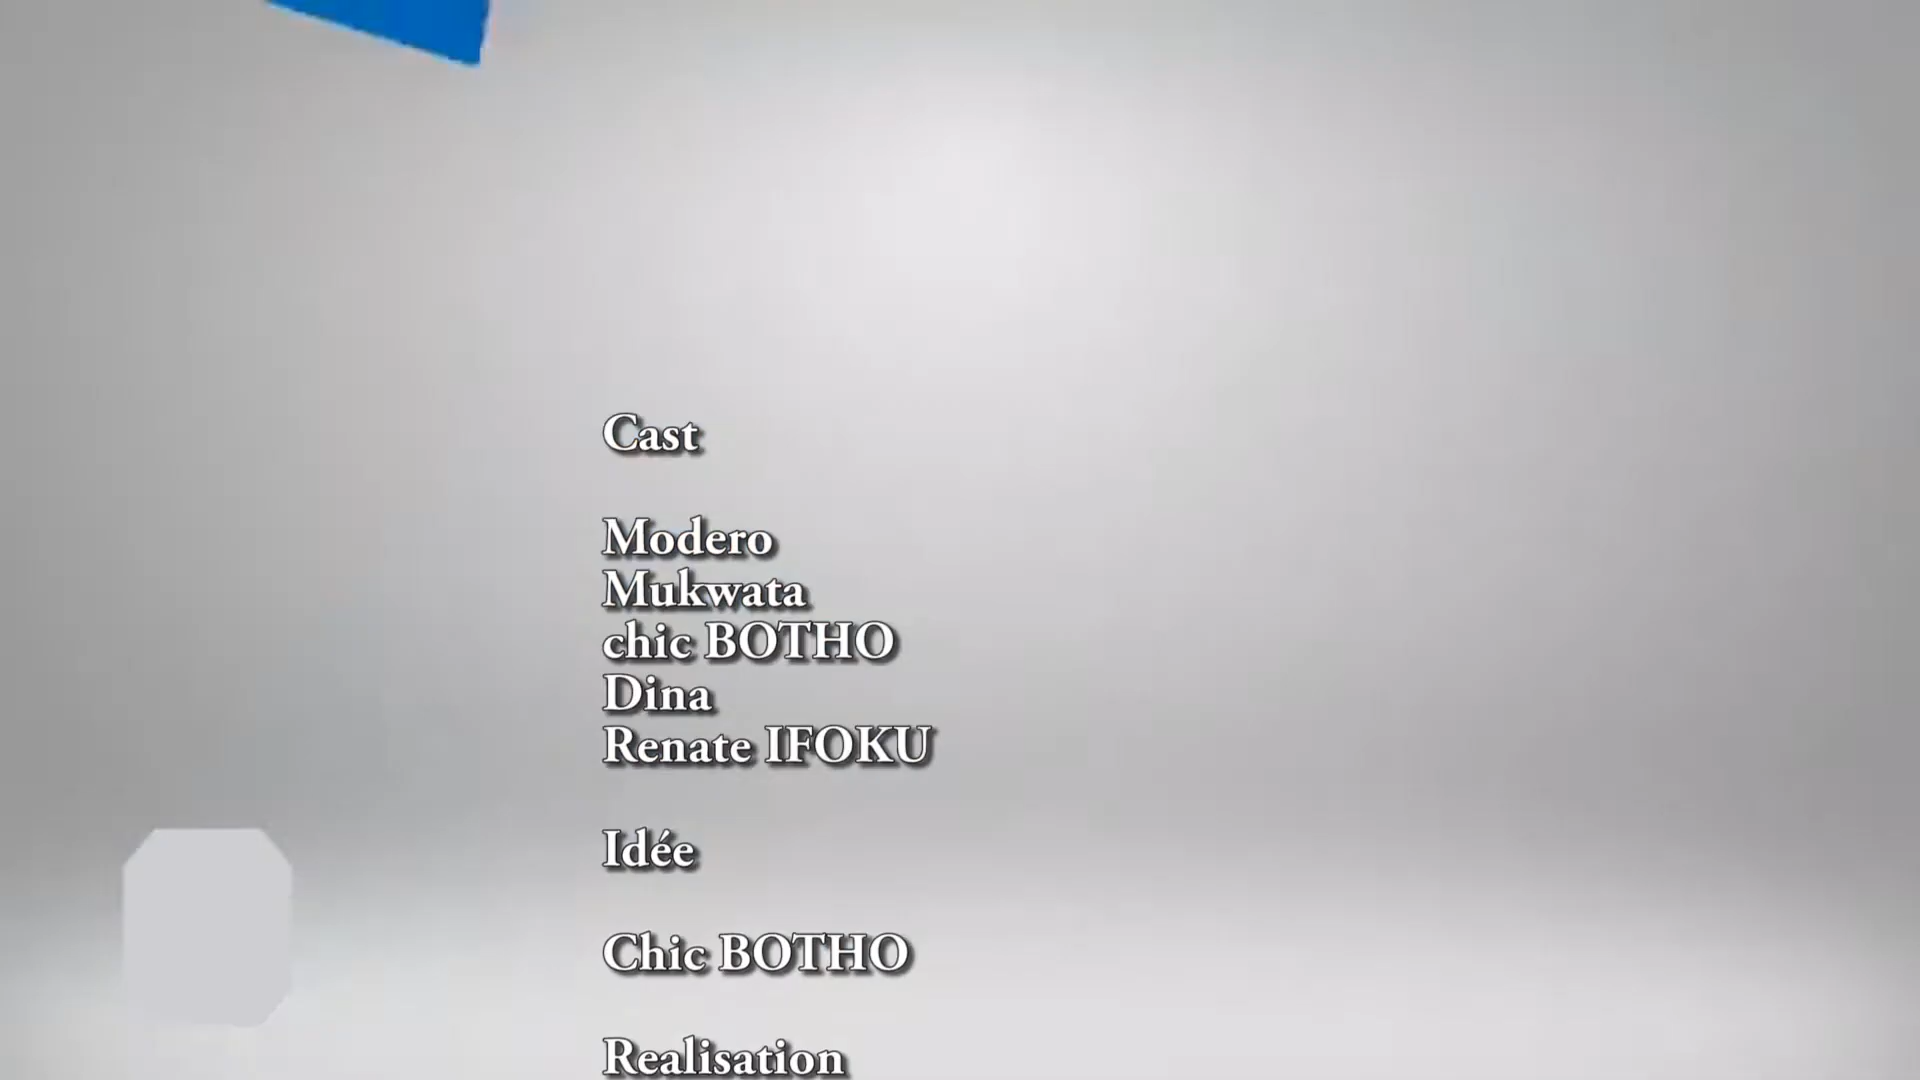 Cast
Modero
Mukwata
chic BOTHO
Dina
Renate IFOKU
Idée
Chic BOTHO
Realisation